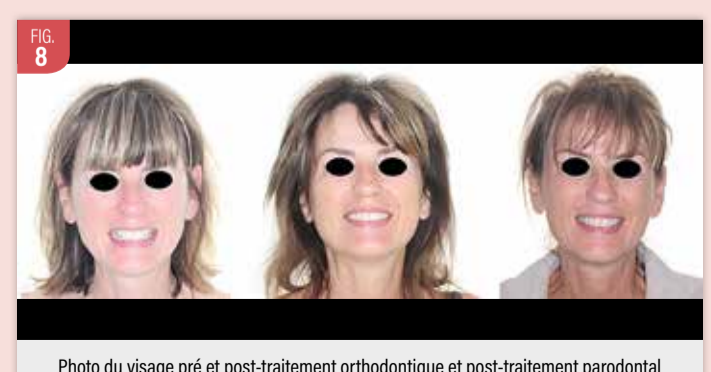 FIG.
8
Photo du visage pré et post-traitement orthodontique et post-traitement parodontal